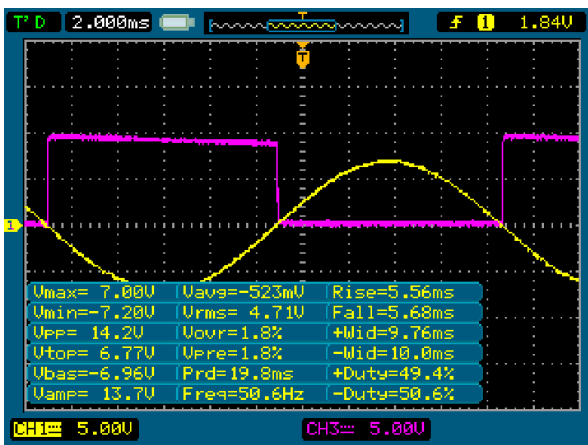 T' D 2.000ms T F 1 1.84V
T
1
Vmax= 7.00V Vavg=-523mV Rise=5.56ms
Vmin=-7.20V Vrms= 4.71V Fall=5.68ms
Vpp= 14.2V Vovr=1.8% +Wid=9.76ms
Vtop= 6.77V Vpre=1.8% -Wid=10.0ms
Vbas=-6.96V Prd=19.8ms +Duty=49.4%
Vamp= 13.7V Freq=50.6Hz -Duty=50.6%
CH1 5.00V CH3 5.00V